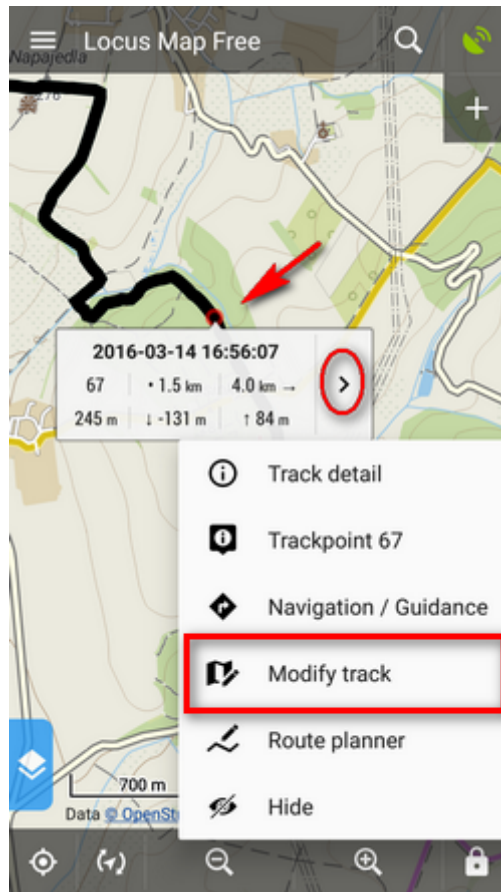 Locus Map Free
Napajedla
276
2016-03-14 16:56:07
67 • 1.5 km 4.0 km →
245 m ↓ -131 m ↑ 84 m
Track detail
Trackpoint 67
Navigation / Guidance
Modify track
Route planner
Hide
700 m
Data © OpenSt